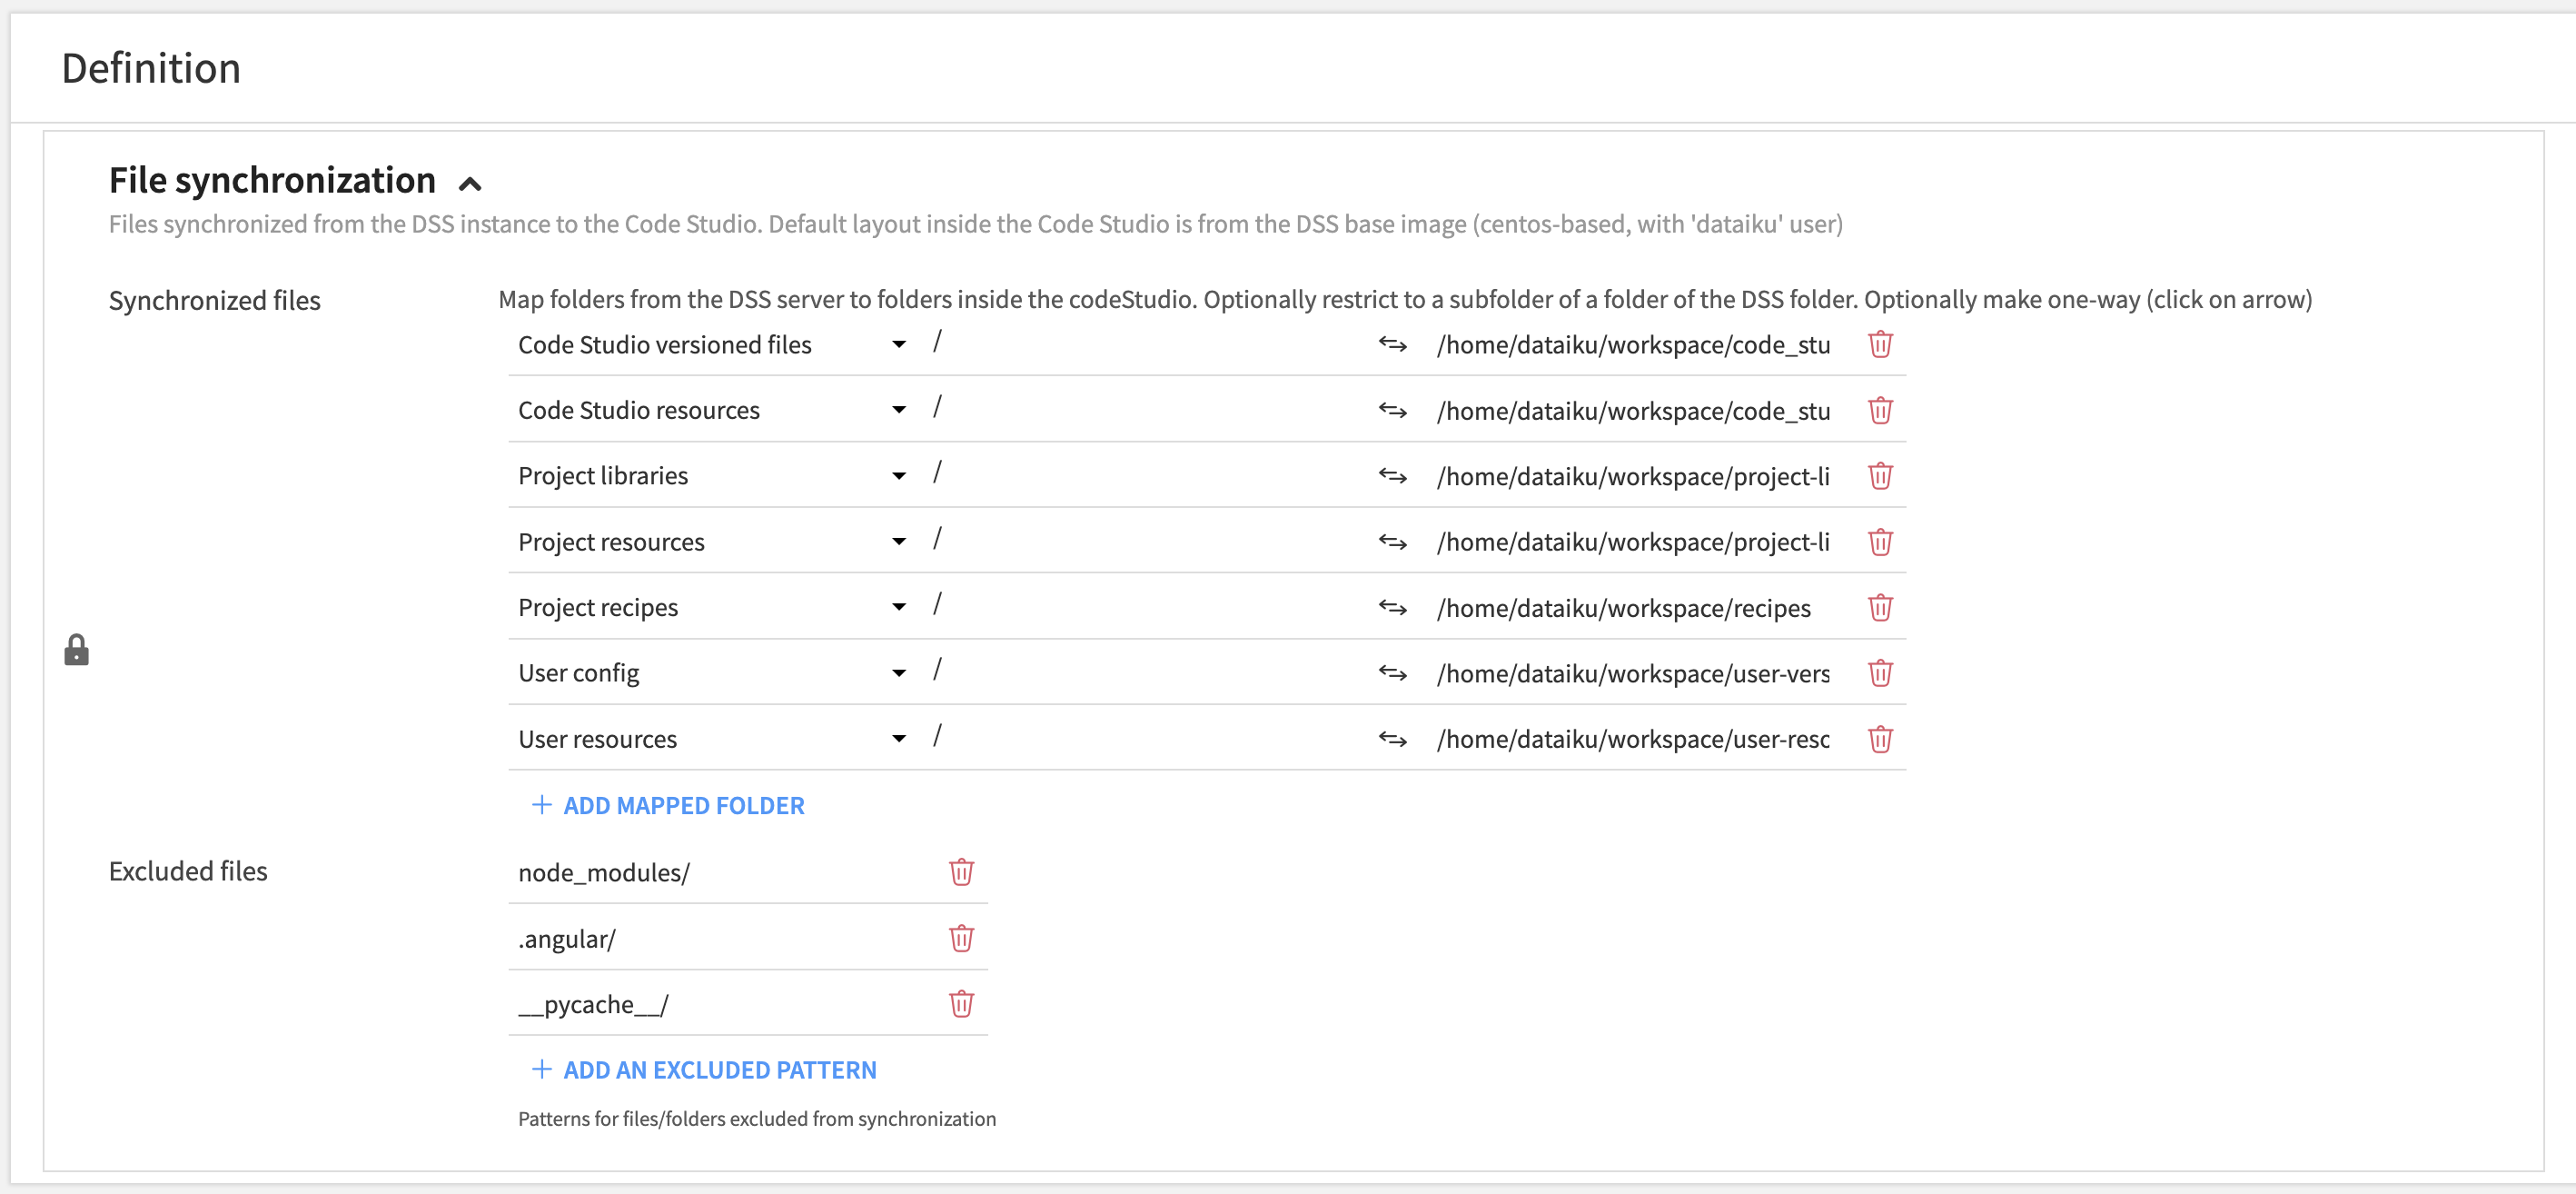 Definition
File synchronization
Files synchronized from the DSS instance to the Code Studio. Default layout inside the Code Studio is from the DSS base image (centos-based, with 'dataiku' user)
Synchronized files
Map folders from the DSS server to folders inside the codeStudio. Optionally restrict to a subfolder of a folder of the DSS folder. Optionally make one-way (click on arrow)
Code Studio versioned files / /home/dataiku/workspace/code_stu
Code Studio resources / /home/dataiku/workspace/code_stu
Project libraries / /home/dataiku/workspace/project-li
Project resources / /home/dataiku/workspace/project-li
Project recipes / /home/dataiku/workspace/recipes
User config / /home/dataiku/workspace/user-vers
User resources / /home/dataiku/workspace/user-resc
+ ADD MAPPED FOLDER
Excluded files
node_modules/
.angular/
__pycache__/
+ ADD AN EXCLUDED PATTERN
Patterns for files/folders excluded from synchronization